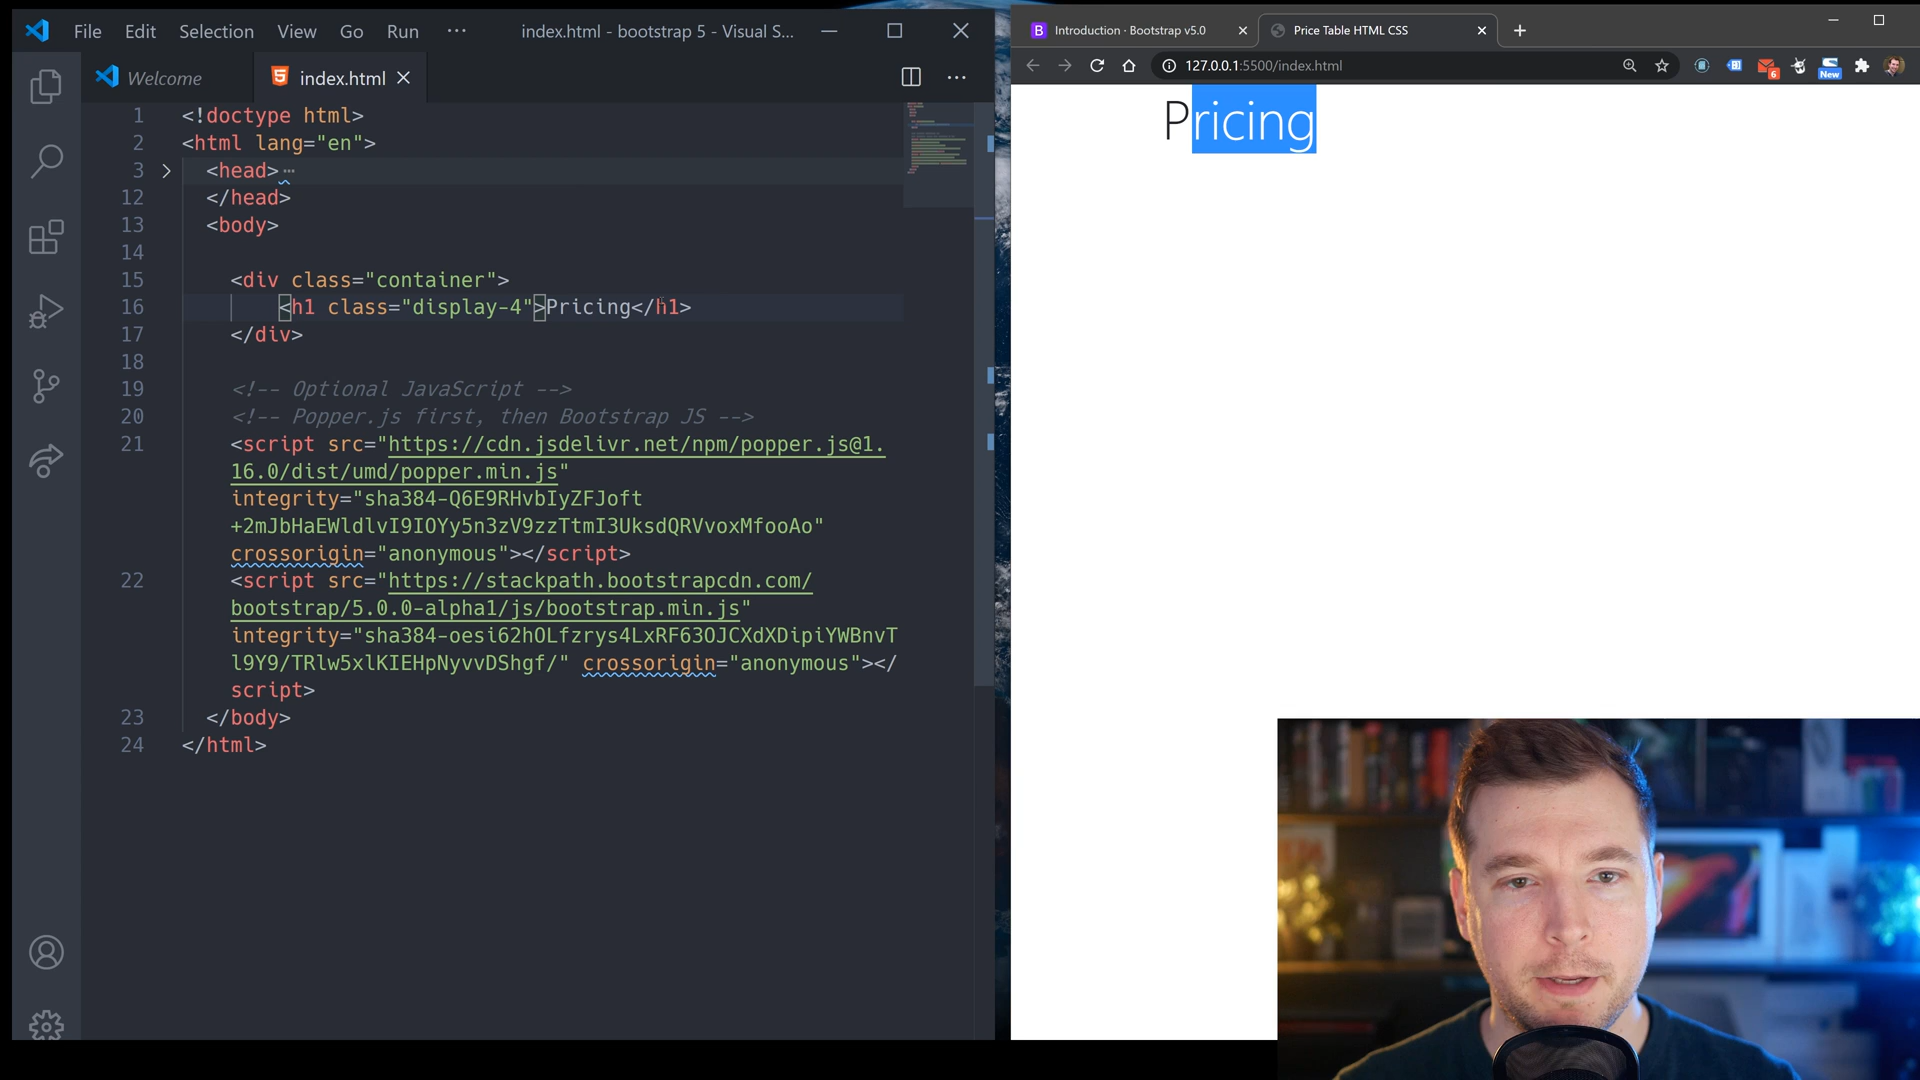 File Edit Selection View Go Run ··· index.html - bootstrap 5 - Visual S...
Welcome index.html
1 <!doctype html>
2 <html lang="en">
3 <head> ···
12 </head>
13 <body>
14
15 <div class="container">
16 <h1 class="display-4">Pricing</h1>
17 </div>
18
19 <!-- Optional JavaScript -->
20 <!-- Popper.js first, then Bootstrap JS -->
21 <script src="https://cdn.jsdelivr.net/npm/popper.js@1.
16.0/dist/umd/popper.min.js"
integrity="sha384-Q6E9RHvbIyZFJoft
+2mJbHaEWldlvI9IOYy5n3zV9zzTtmI3UksdQRVvoxMfooAo"
crossorigin="anonymous"></script>
22 <script src="https://stackpath.bootstrapcdn.com/
bootstrap/5.0.0-alpha1/js/bootstrap.min.js"
integrity="sha384-oesi62hOLfzrys4LxRF63OJCXdXDipiYWBnvT
l9Y9/TRlw5xlKIEHpNyvvDShgf/" crossorigin="anonymous"></
script>
23 </body>
24 </html>
B Introduction · Bootstrap v5.0
Price Table HTML CSS
127.0.0.1:5500/index.html
6
New
Pricing